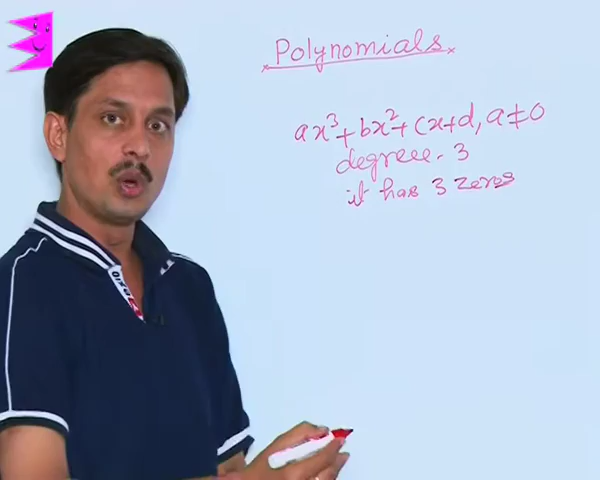 Polynomials
ax³+bx²+cx+d, a≠0
degreee. 3
it has 3 zeros